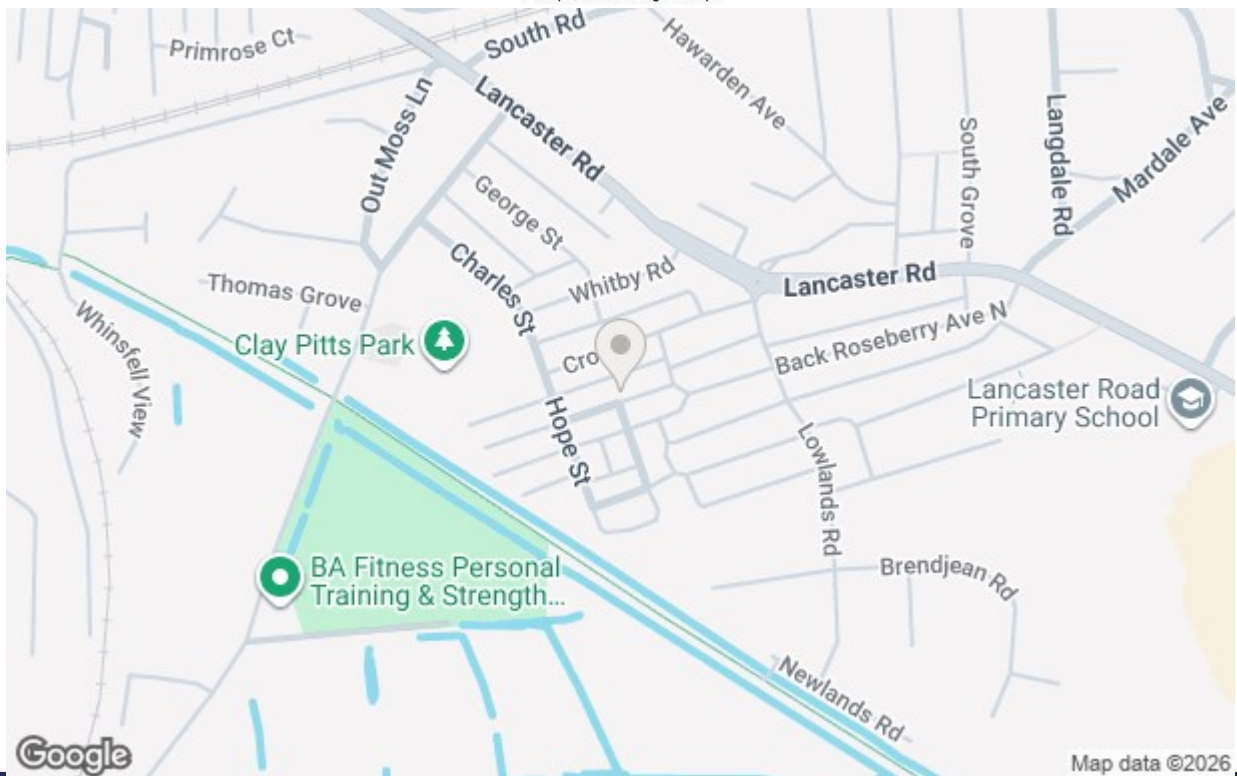 South Rd
Primrose Ct
Hawarden Ave
Lancaster Rd
Out Moss Ln
Langdale Rd
Mardale Ave
South Grove
George St
Whitby Rd
Charles St
Lancaster Rd
Thomas Grove
Whinsfell View
Clay Pitts Park
Back Roseberry Ave N
Lancaster Road
Primary School
Hope St
Lowlands Rd
BA Fitness Personal
Training & Strength...
Brendjean Rd
Newlands Rd
Google
Map data ©2026